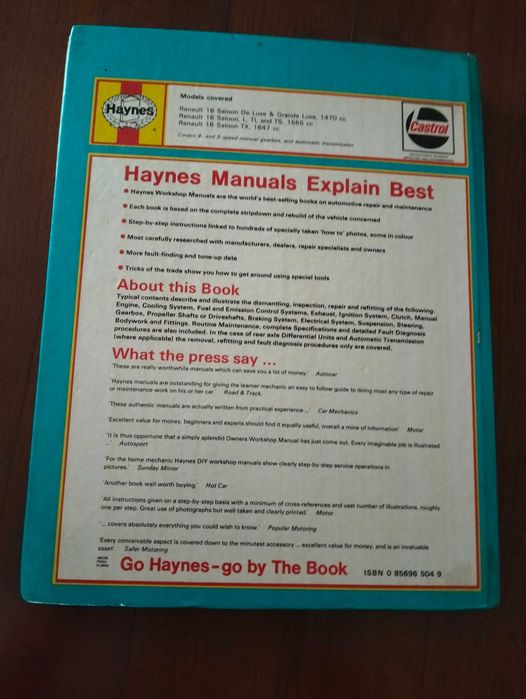 Haynes
Models covered
Renault 16 Saloon De Luxe & Grande Luxe, 1470 cc
Renault 16 Saloon, L, TL and TS, 1565 cc
Renault 16 Saloon TX, 1647 cc
Covers 4- and 5-speed manual gearbox, and automatic transmission
Castrol
Haynes Manuals Explain Best
• Haynes Workshop Manuals are the world's best-selling books on automotive repair and maintenance
• Each book is based on the complete stripdown and rebuild of the vehicle concerned
• Step-by-step instructions linked to hundreds of specially taken 'how to' photos, some in colour
• Most carefully researched with manufacturers, dealers, repair specialists and owners
• More fault-finding and tune-up data
• Tricks of the trade show you how to get around using special tools
About this Book
Typical contents describe and illustrate the dismantling, inspection, repair and refitting of the following:
Engine, Cooling System, Fuel and Emission Control Systems, Exhaust, Ignition System, Clutch, Manual
Gearbox, Propeller Shafts or Driveshafts, Braking System, Electrical System, Suspension, Steering,
Bodywork and Fittings. Routine Maintenance, complete Specifications and detailed Fault Diagnosis
procedures are also included. In the case of rear axle Differential Units and Automatic Transmission
(where applicable) the removal, refitting and fault diagnosis procedures only are covered.
What the press say ...
'These are really worthwhile manuals which can save you a lot of money.' Autocar
'Haynes manuals are outstanding for giving the learner mechanic an easy to follow guide to doing most any type of repair
or maintenance work on his or her car.' Road & Track.
'These authentic manuals are actually written from practical experience ...' Car Mechanics
'Excellent value for money; beginners and experts should find it equally useful, overall a mine of information' Motor
'It is thus opportune that a simply splendid Owners Workshop Manual has just come out. Every imaginable job is illustrated
...' Autosport
'For the home mechanic Haynes DIY workshop manuals show clearly step-by-step service operations in
pictures.' Sunday Mirror
'Another book well worth buying,' Hot Car
'All instructions given on a step-by-step basis with a minimum of cross-references and vast number of illustrations, roughly
one per step. Great use of photographs but well taken and clearly printed.' Motor
'... covers absolutely everything you could wish to know.' Popular Motoring
'Every conceivable aspect is covered down to the minutest accessory ... excellent value for money, and is an invaluable
asset'. Safer Motoring
Go Haynes-go by The Book
ISBN 0 85696 504 9